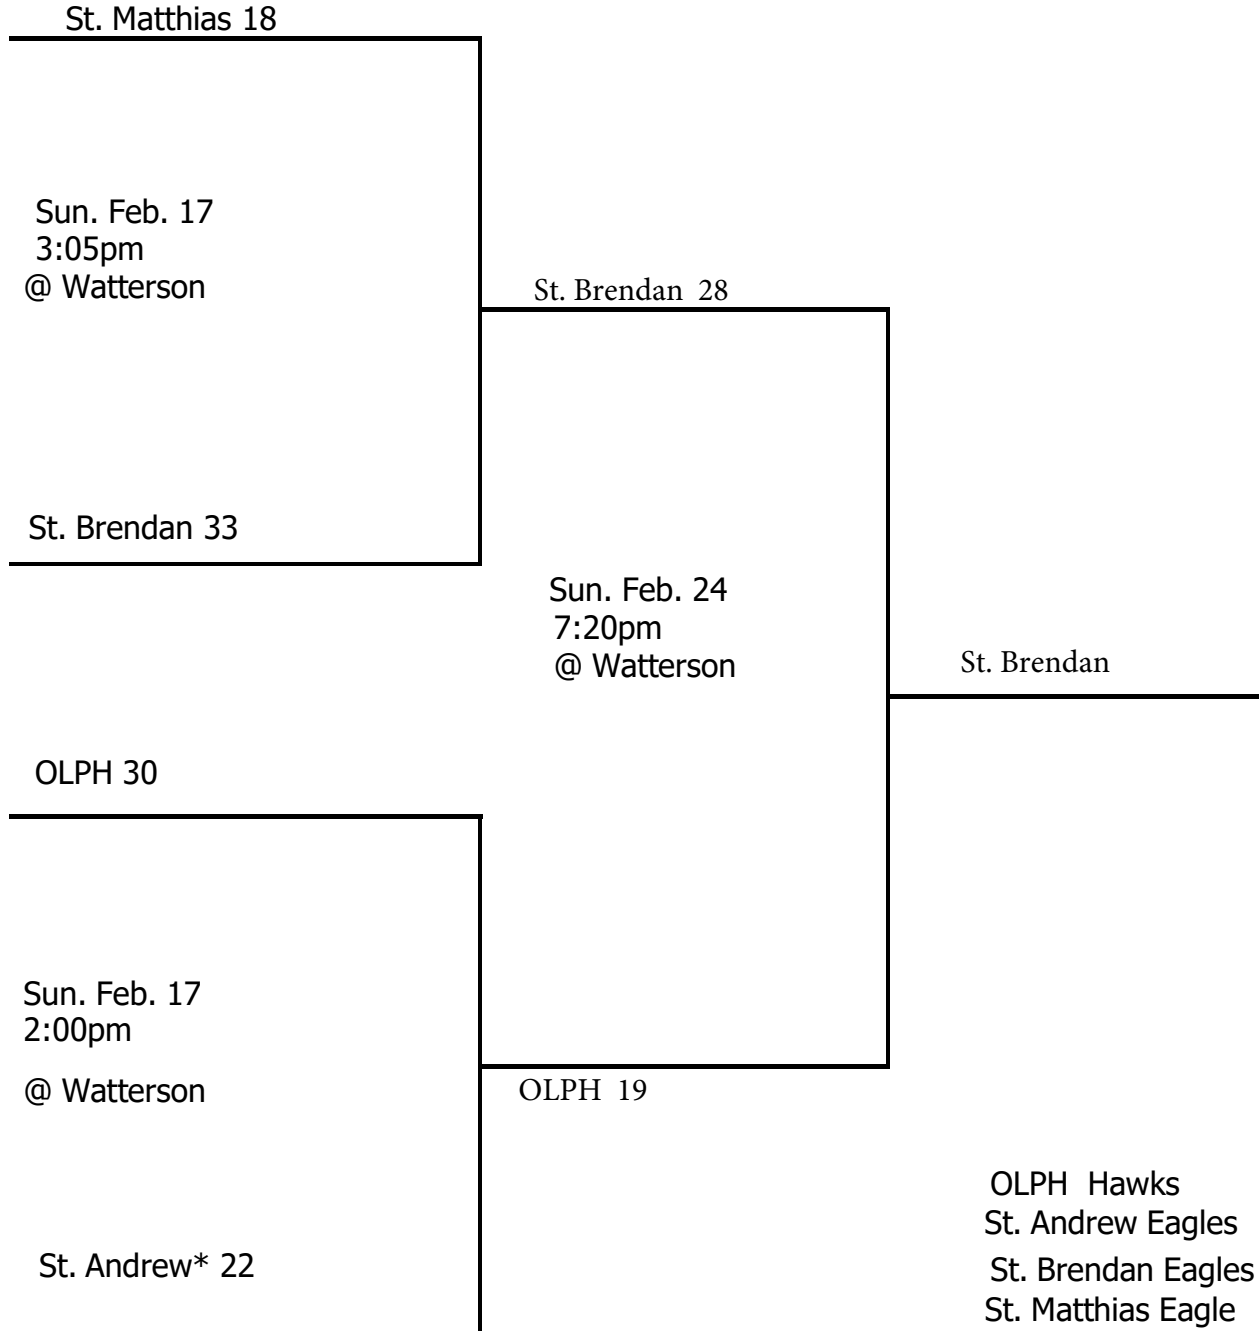 St. Matthias 18
Sun. Feb. 17
3:05pm
@ Watterson
St. Brendan 28
St. Brendan 33
Sun. Feb. 24
7:20pm
@ Watterson
St. Brendan
OLPH 30
Sun. Feb. 17
2:00pm
@ Watterson
OLPH 19
St. Andrew* 22
OLPH Hawks
St. Andrew Eagles
St. Brendan Eagles
St. Matthias Eagle